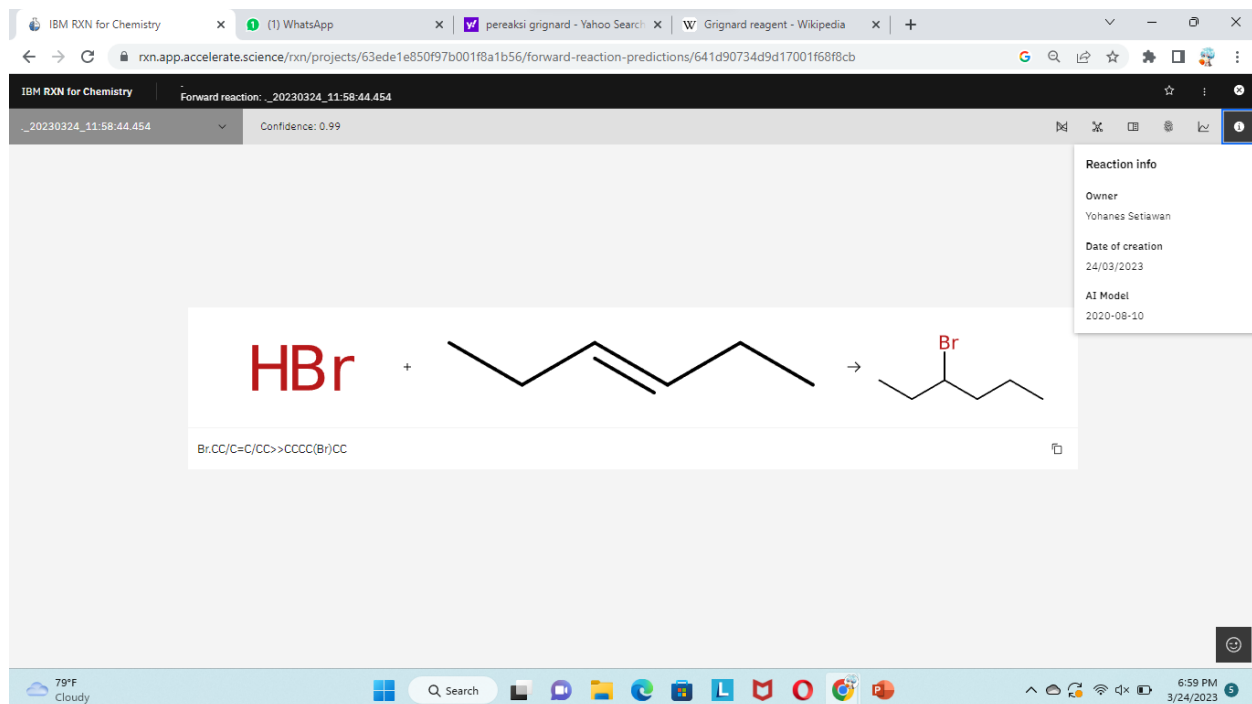 IBM RXN for Chemistry
(1) WhatsApp
pereaksi grignard - Yahoo Search
Grignard reagent - Wikipedia
rxn.app.accelerate.science/rxn/projects/63ede1e850f97b001f8a1b56/forward-reaction-predictions/641d90734d9d17001f68f8cb
IBM RXN for Chemistry
Forward reaction: ._20230324_11:58:44.454
._20230324_11:58:44.454
Confidence: 0.99
Reaction info
Owner
Yohanes Setiawan
Date of creation
24/03/2023
AI Model
2020-08-10
HBr
+
→
Br
Br.CC/C=C/CC>>CCCC(Br)CC
79°F
Cloudy
Search
6:59 PM
3/24/2023
5